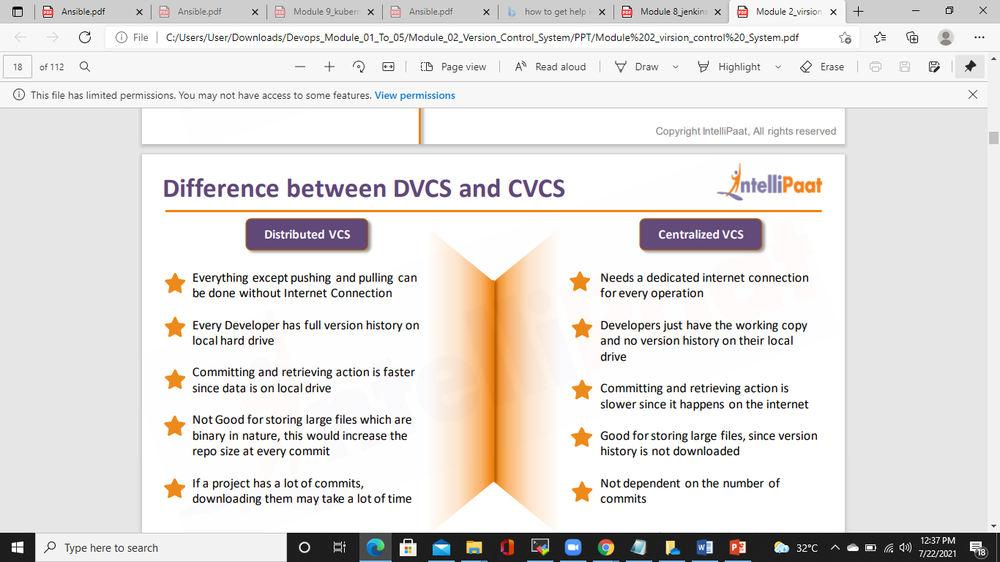 Ansible.pdf
Ansible.pdf
Module 9_kubern
Ansible.pdf
how to get help i
Module 8_jenkins
Module 2_virsion_
File
C:/Users/User/Downloads/Devops_Module_01_To_05/Module_02_Version_Control_System/PPT/Module%202_virsion_control%20_System.pdf
18 of 112
Page view
Read aloud
Draw
Highlight
Erase
This file has limited permissions. You may not have access to some features. View permissions
Copyright IntelliPaat, All rights reserved
Difference between DVCS and CVCS
IntelliPaat
Distributed VCS
Everything except pushing and pulling can
be done without Internet Connection
Every Developer has full version history on
local hard drive
Committing and retrieving action is faster
since data is on local drive
Not Good for storing large files which are
binary in nature, this would increase the
repo size at every commit
If a project has a lot of commits,
downloading them may take a lot of time
Centralized VCS
Needs a dedicated internet connection
for every operation
Developers just have the working copy
and no version history on their local
drive
Committing and retrieving action is
slower since it happens on the internet
Good for storing large files, since version
history is not downloaded
Not dependent on the number of
commits
Type here to search
32°C
12:37 PM
7/22/2021
18